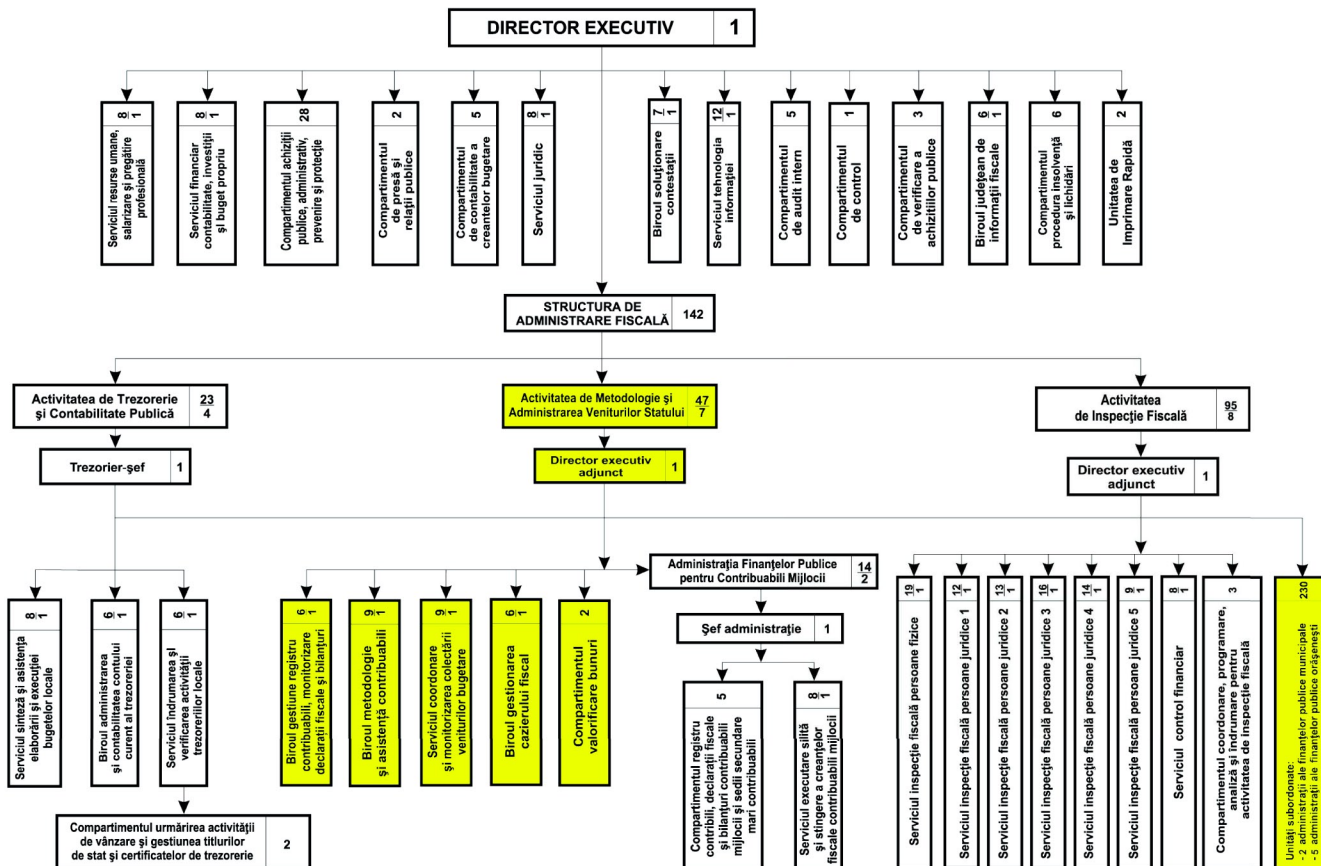 DIRECTOR EXECUTIV 1
Serviciul resurse umane,
salarizare și pregătire
profesională
8
1
Serviciul financiar
contabilitate, investiții
și buget propriu
8
1
Compartimentul achiziții
publice, administrativ,
prevenire și protecție
28
Compartimentul
de presă și
relații publice
2
Compartimentul
de contabilitate a
creantelor bugetare
5
Serviciul juridic
8
1
Biroul soluționare
contestații
7
1
Serviciul tehnologia
informației
12
1
Compartimentul
de audit intern
5
Compartimentul
de control
1
Compartimentul
de verificare a
achizitiilor publice
3
Biroul județean de
informații fiscale
6
1
Compartimentul
procedura insolvență
și lichidări
6
Unitatea de
Imprimare Rapidă
2
STRUCTURA DE
ADMINISTRARE FISCALĂ
142
Activitatea de Trezorerie
și Contabilitate Publică
23
4
Activitatea de Metodologie și
Administrarea Veniturilor Statului
47
7
Activitatea
de Inspecție Fiscală
95
8
Trezorier-șef 1
Director executiv
adjunct
1
Director executiv
adjunct
1
Serviciul sinteză și asistența
elaborării și execuției
bugetelor locale
8
1
Biroul administrarea
și contabilitatea contului
curent al trezoreriei
6
1
Serviciul îndrumarea și
verificarea activității
trezoreriilor locale
6
1
Compartimentul urmărirea activității
de vânzare și gestiunea titlurilor
de stat și certificatelor de trezorerie
2
Biroul gestiune registru
contribuabili, monitorizare
declarații fiscale și bilanțuri
6
1
Biroul metodologie
și asistență contribuabili
9
1
Serviciul coordonare
și monitorizarea colectării
veniturilor bugetare
9
1
Biroul gestionarea
cazierului fiscal
6
1
Compartimentul
valorificare bunuri
2
Administrația Finanțelor Publice
pentru Contribuabili Mijlocii
14
2
Șef administrație 1
Compartimentul registru
contribili, declarații fiscale
și bilanțuri contribuabili
mijlocii și sedii secundare
mari contribuabili
5
Serviciul executare silită
și stingere a creanțelor
fiscale contribuabili mijlocii
8
1
Serviciul inspecție fiscală persoane fizice
19
1
Serviciul inspecție fiscală persoane juridice 1
12
1
Serviciul inspecție fiscală persoane juridice 2
13
1
Serviciul inspecție fiscală persoane juridice 3
16
1
Serviciul inspecție fiscală persoane juridice 4
14
1
Serviciul inspecție fiscală persoane juridice 5
9
1
Serviciul control financiar
8
1
Compartimentul coordonare, programare,
analiză și indrumare pentru
activitatea de inspecție fiscală
3
Unități subordonate:
- 2 administrații ale finanțelor publice municipale
- 5 administrații ale finanțelor publice orășenești
230